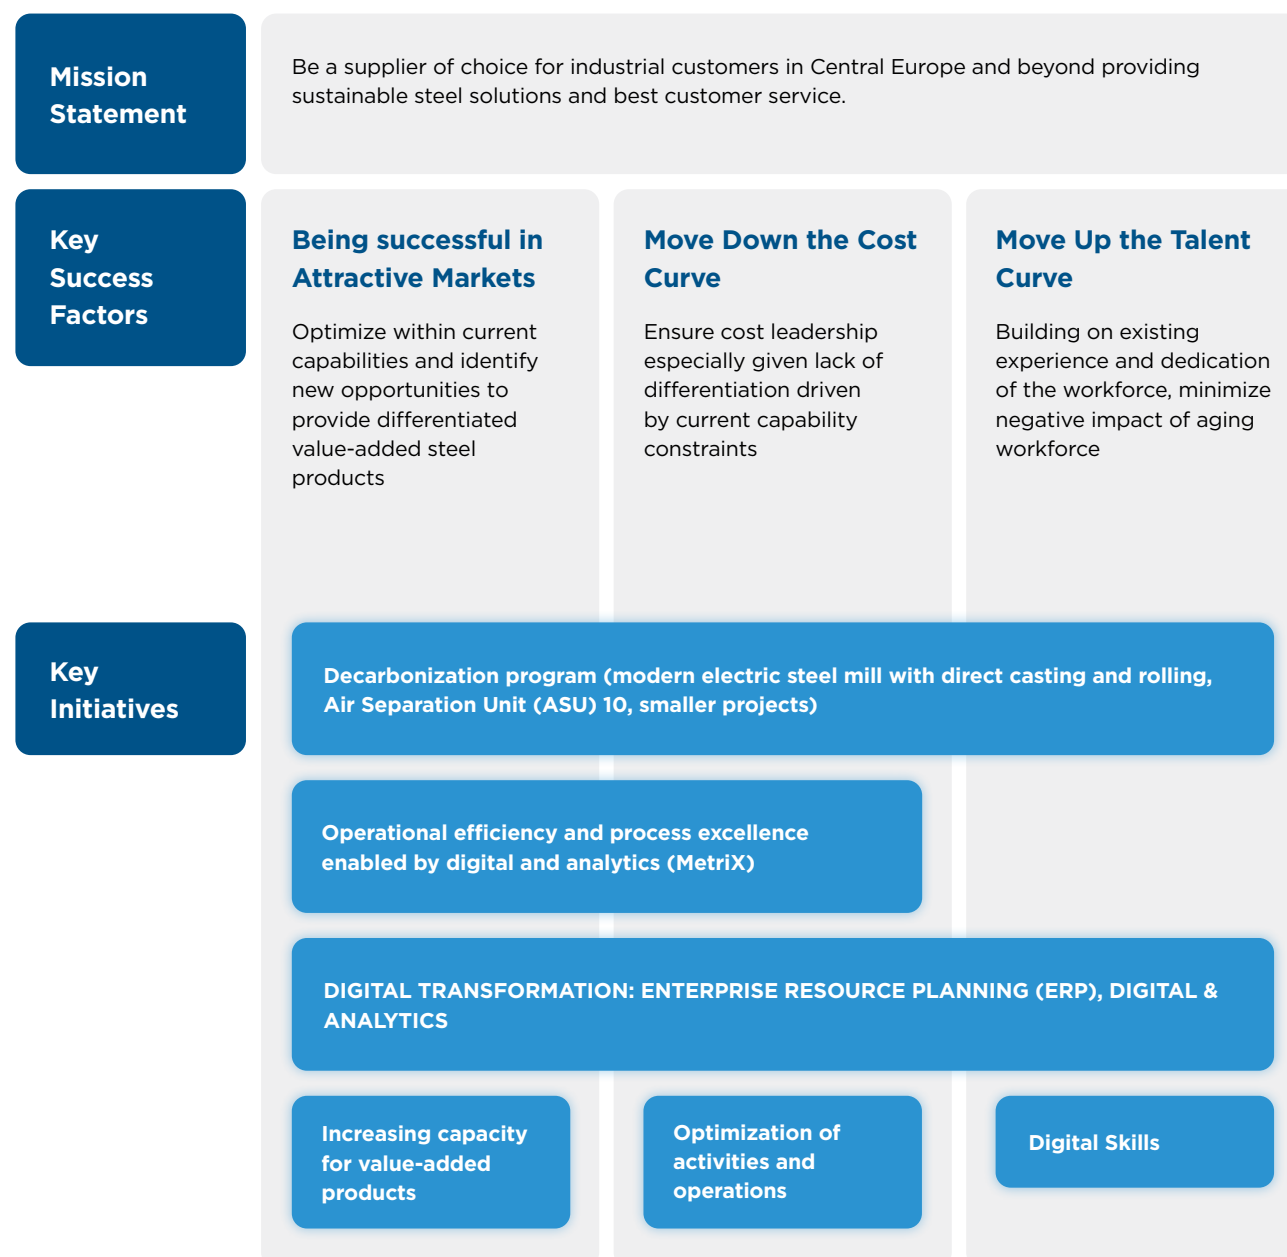 Mission
Statement
Be a supplier of choice for industrial customers in Central Europe and beyond providing
sustainable steel solutions and best customer service.
Key
Success
Factors
Being successful in
Attractive Markets
Optimize within current
capabilities and identify
new opportunities to
provide differentiated
value-added steel
products
Move Down the Cost
Curve
Ensure cost leadership
especially given lack of
differentiation driven
by current capability
constraints
Move Up the Talent
Curve
Building on existing
experience and dedication
of the workforce, minimize
negative impact of aging
workforce
Key
Initiatives
Decarbonization program (modern electric steel mill with direct casting and rolling,
Air Separation Unit (ASU) 10, smaller projects)
Operational efficiency and process excellence
enabled by digital and analytics (MetriX)
DIGITAL TRANSFORMATION: ENTERPRISE RESOURCE PLANNING (ERP), DIGITAL &
ANALYTICS
Increasing capacity
for value-added
products
Optimization of
activities and
operations
Digital Skills